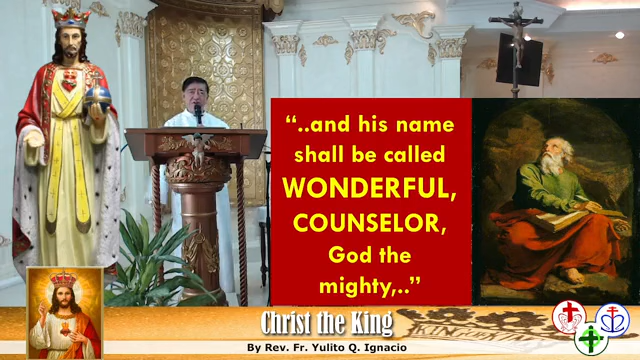 “..and his name
shall be called
WONDERFUL,
COUNSELOR,
God the
mighty,..”
Christ the King
By Rev. Fr. Yulito Q. Ignacio